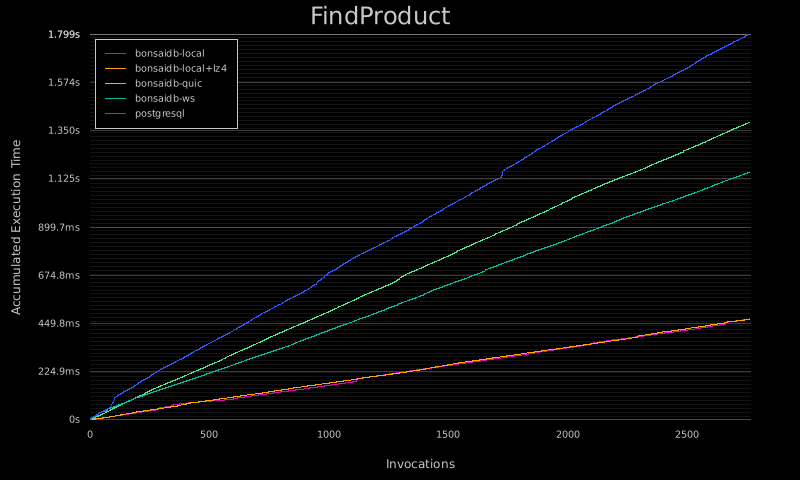 FindProduct
1.799s
1.574s
1.350s
1.125s
899.7ms
674.8ms
449.8ms
224.9ms
0s
Accumulated Execution Time
bonsaidb-local
bonsaidb-local+lz4
bonsaidb-quic
bonsaidb-ws
postgresql
0
500
1000
1500
2000
2500
Invocations